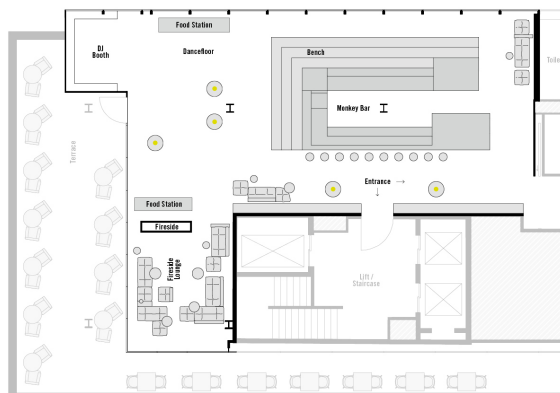 Food Station
DJ
Booth
Dancefloor
Bench
Monkey Bar
Terrace
Entrance
Food Station
Fireside
Fireside
Lounge
Lift /
Staircase